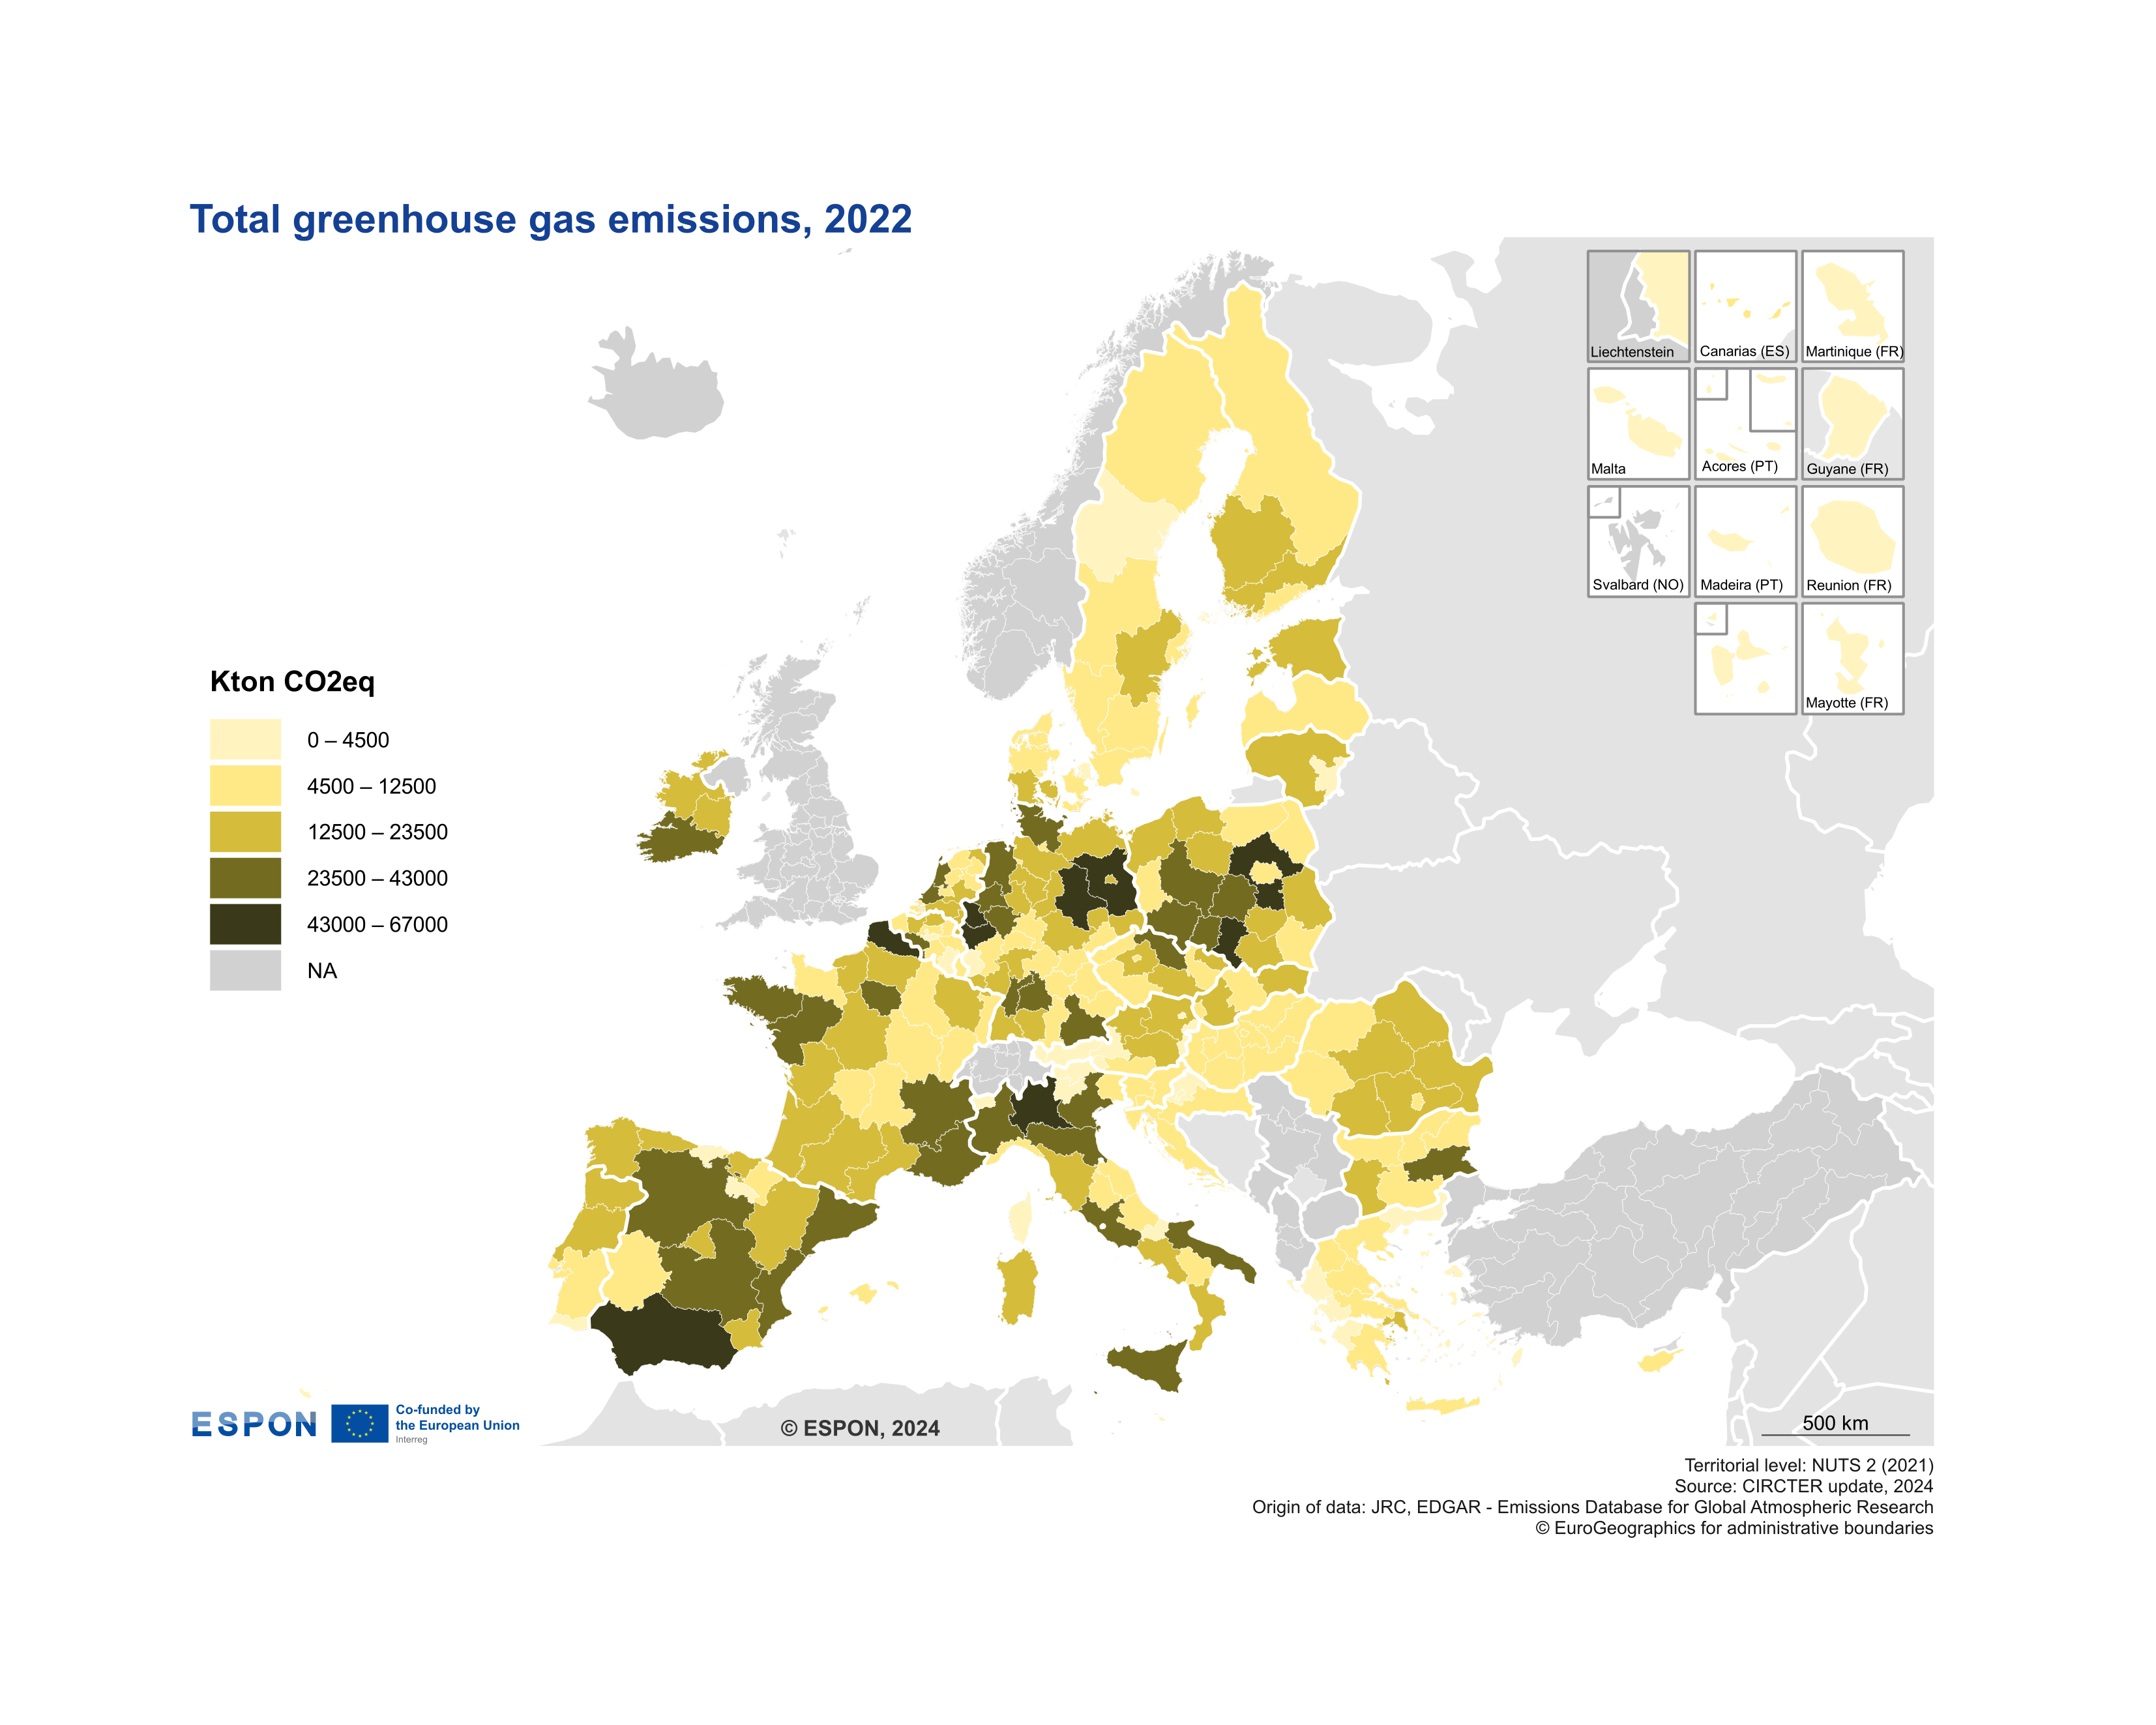 Total greenhouse gas emissions, 2022
Liechtenstein
Canarias (ES)
Martinique (FR)
Malta
Acores (PT)
Guyane (FR)
Svalbard (NO)
Madeira (PT)
Reunion (FR)
Mayotte (FR)
Kton CO2eq
0 – 4500
4500 – 12500
12500 – 23500
23500 – 43000
43000 – 67000
NA
ESPON
Co-funded by
the European Union
Interreg
© ESPON, 2024
500 km
Territorial level: NUTS 2 (2021)
Source: CIRCTER update, 2024
Origin of data: JRC, EDGAR - Emissions Database for Global Atmospheric Research
© EuroGeographics for administrative boundaries